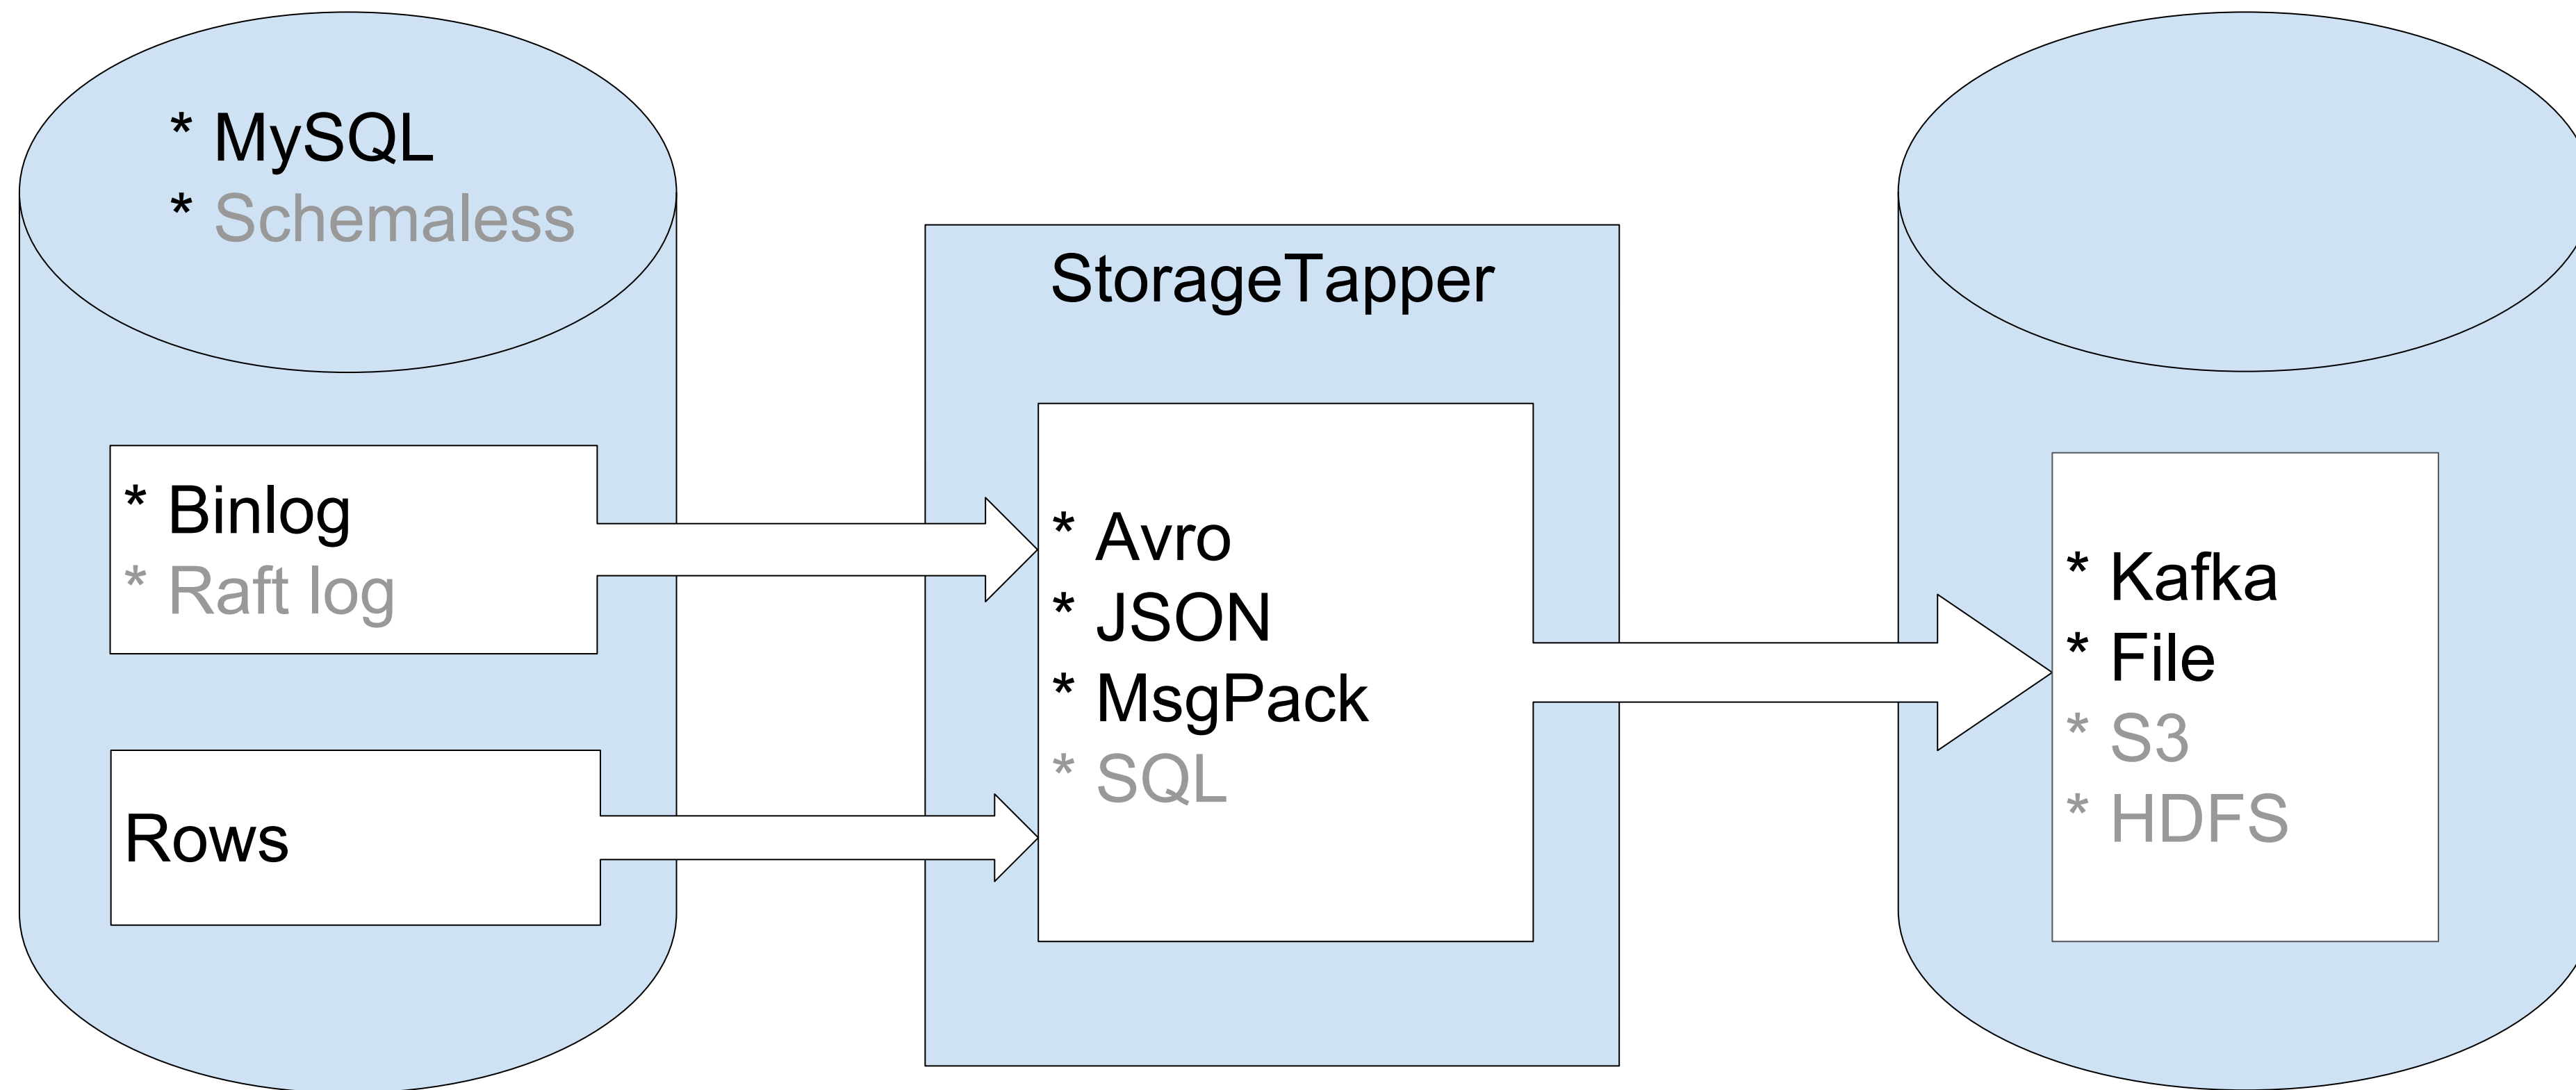 * MySQL
* Schemaless
* Binlog
* Raft log
Rows
StorageTapper
* Avro
* JSON
* MsgPack
* SQL
* Kafka
* File
* S3
* HDFS